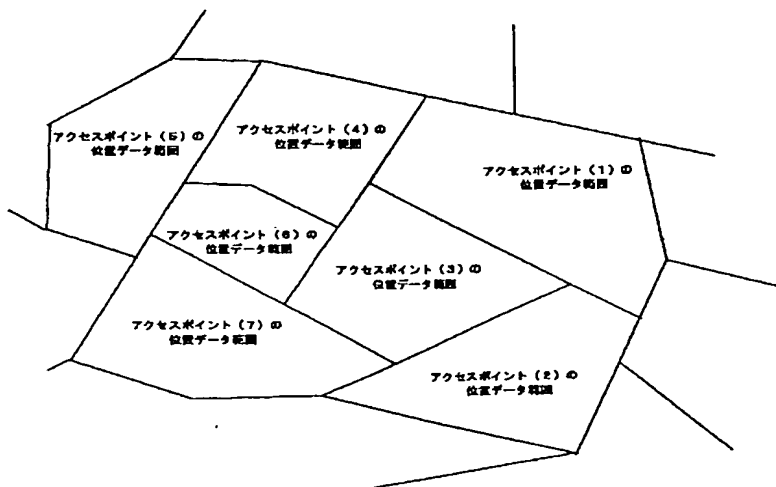 アクセスポイント（5）の
位置データ範囲
アクセスポイント（4）の
位置データ範囲
アクセスポイント（1）の
位置データ範囲
アクセスポイント（6）の
位置データ範囲
アクセスポイント（3）の
位置データ範囲
アクセスポイント（7）の
位置データ範囲
アクセスポイント（2）の
位置データ範囲